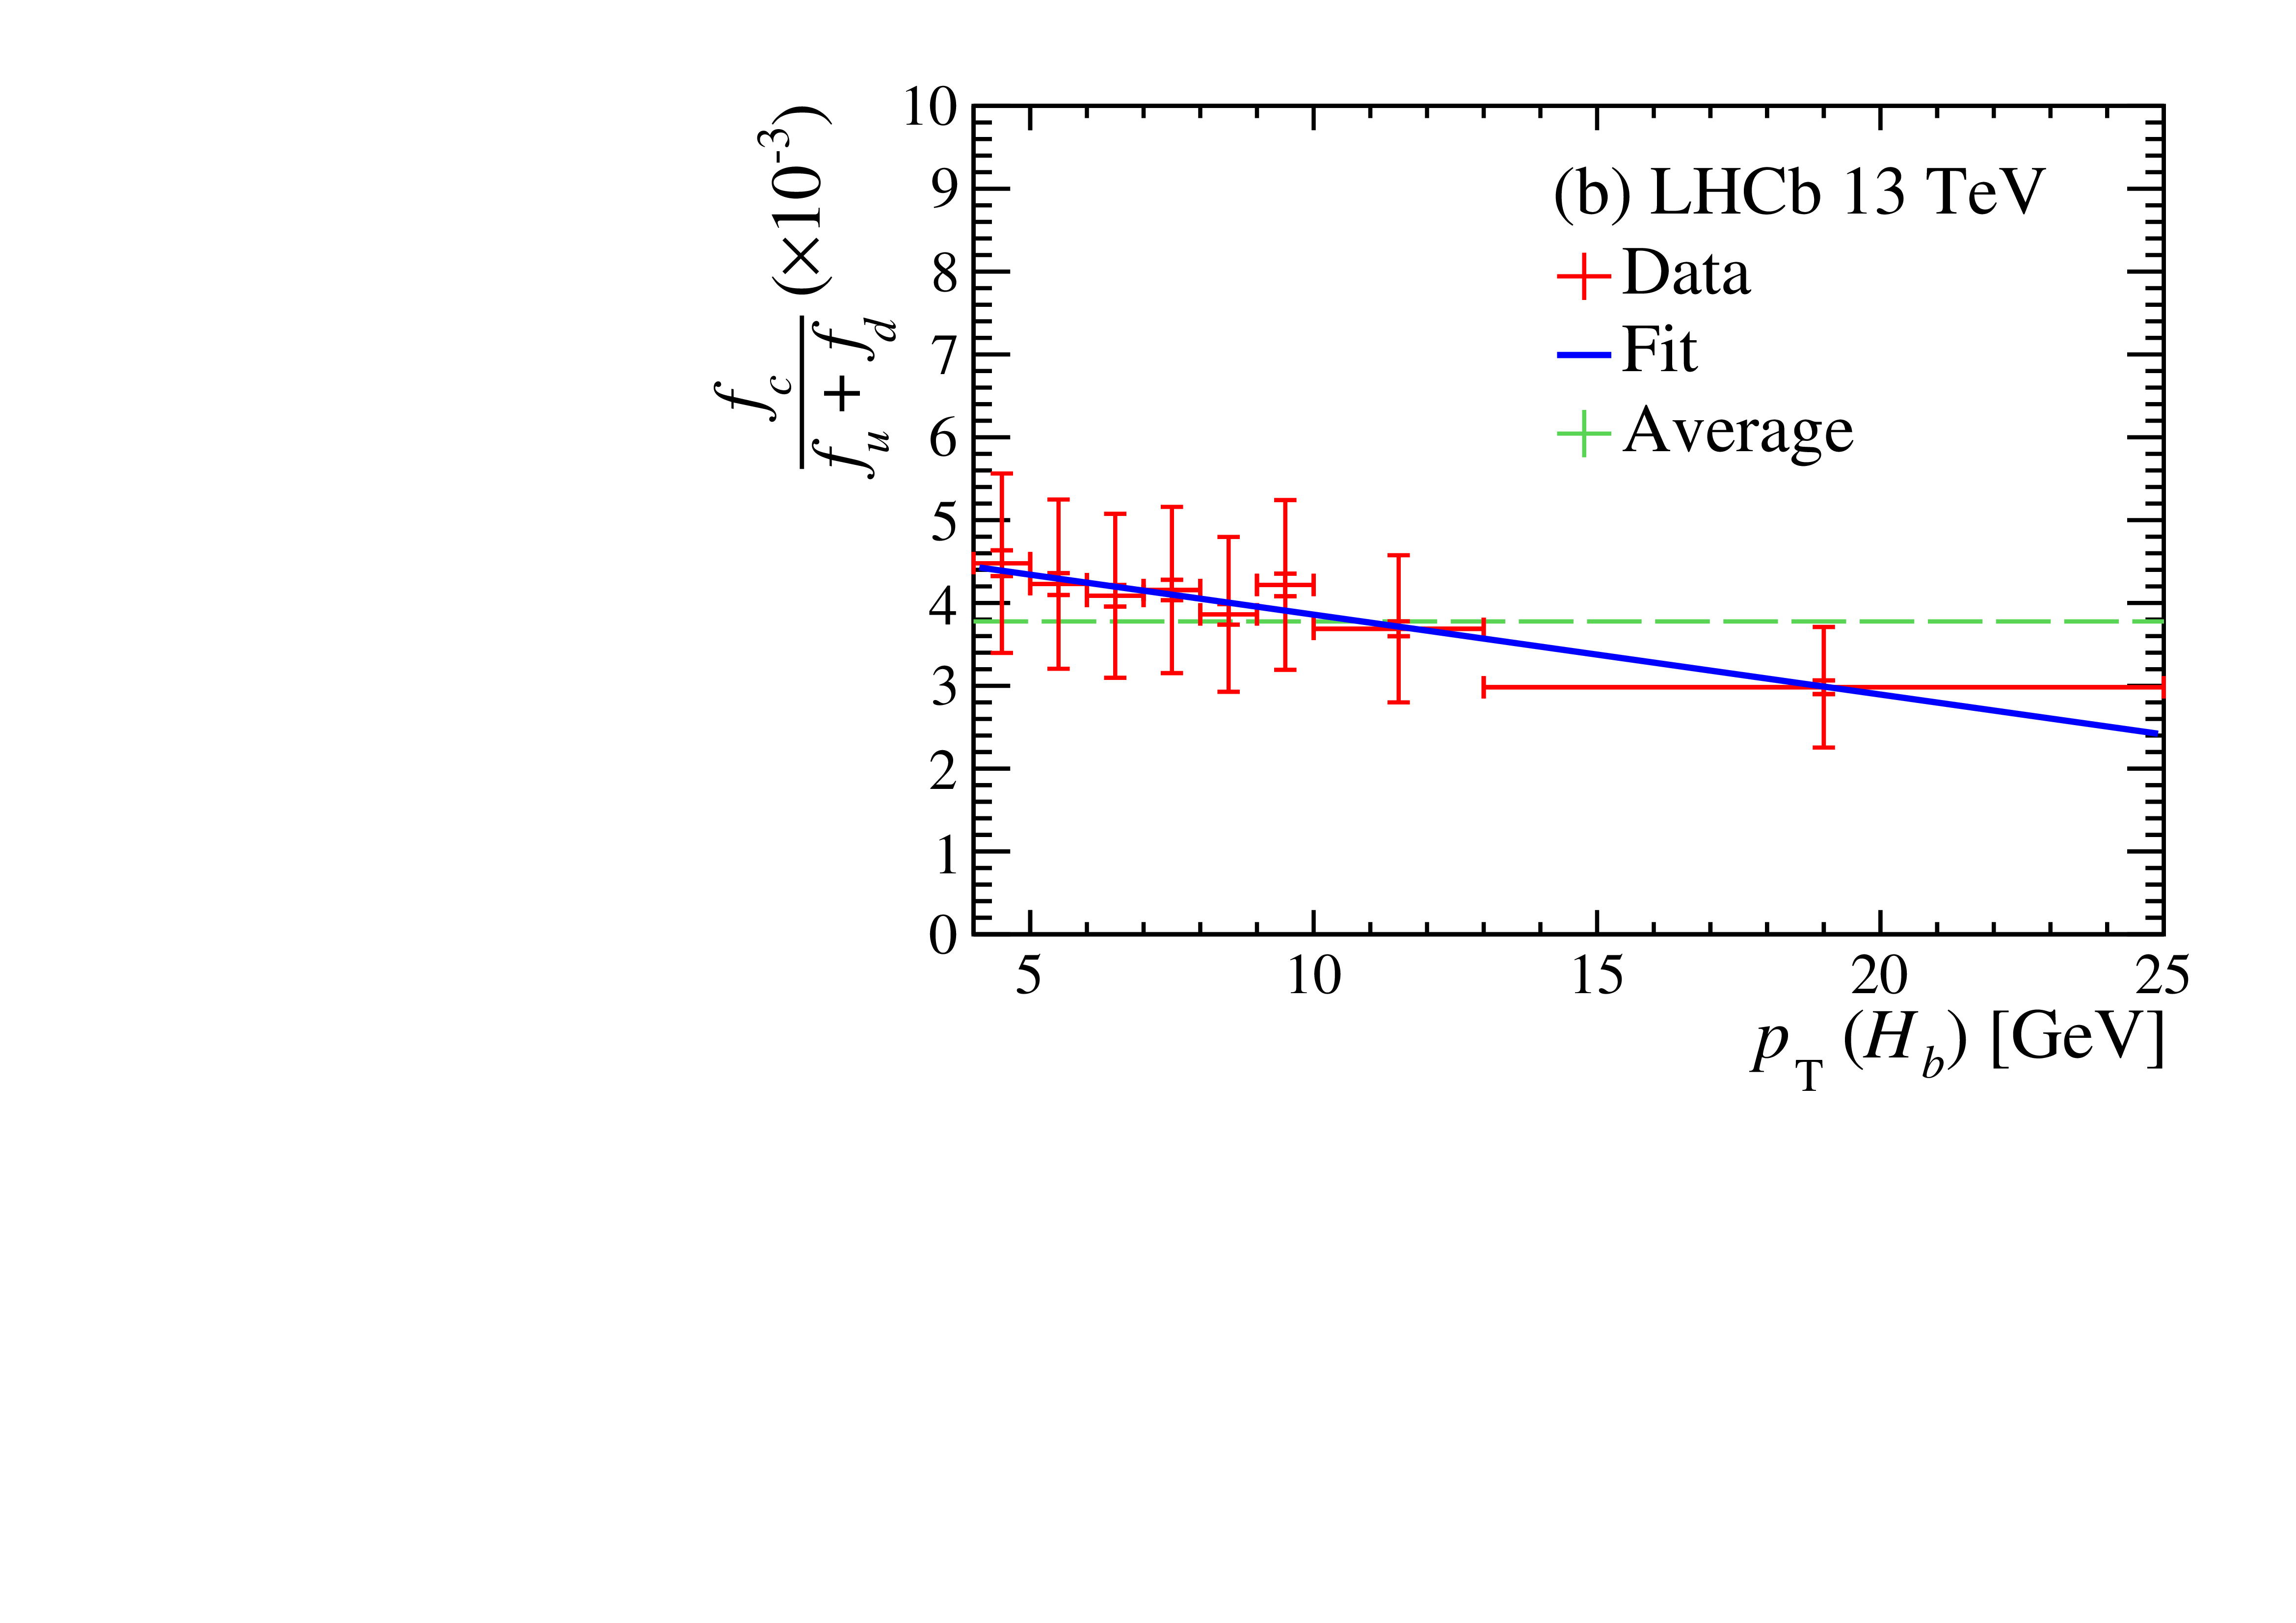 f_c / (f_u + f_d) (×10^-3)
10
9
8
7
6
5
4
3
2
1
0
(b) LHCb 13 TeV
Data
Fit
Average
5 10 15 20 25
p_T (H_b) [GeV]